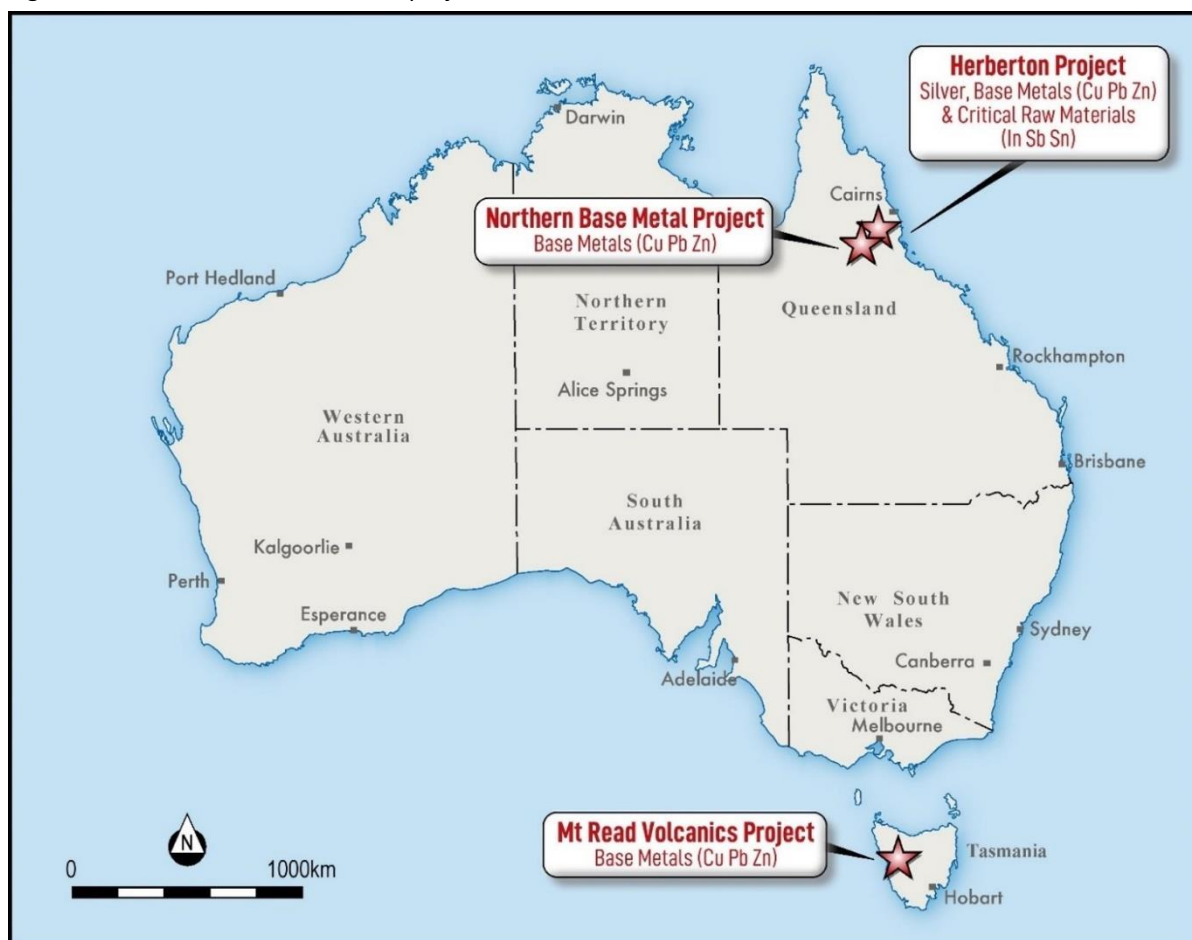 Herberton Project
Silver, Base Metals (Cu Pb Zn)
& Critical Raw Materials
(In Sb Sn)
Darwin
Cairns
Northern Base Metal Project
Base Metals (Cu Pb Zn)
Port Hedland
Northern
Territory
Queensland
Alice Springs
Rockhampton
Western
Australia
Brisbane
South
Australia
Kalgoorlie
Perth
Esperance
New South
Wales
Sydney
Canberra
Adelaide
Victoria
Melbourne
Mt Read Volcanics Project
Base Metals (Cu Pb Zn)
Tasmania
Hobart
N
0 1000km